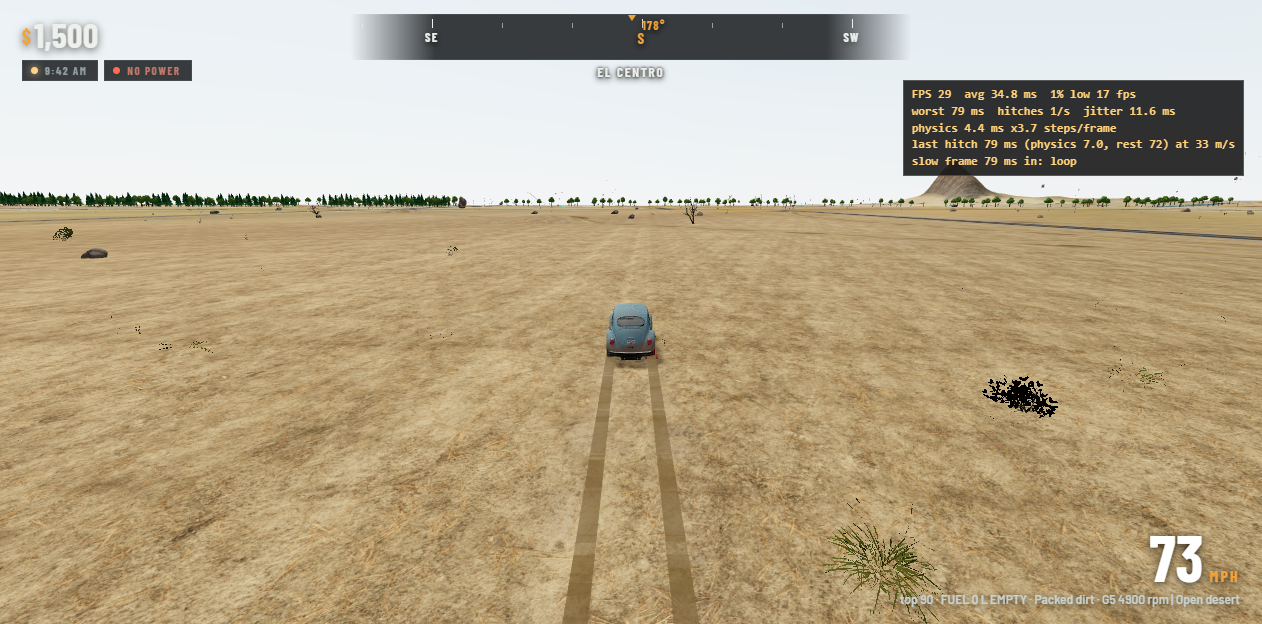 $1,500
9:42 AM
NO POWER
178°
SE
S
SW
EL CENTRO
FPS 29 avg 34.8 ms 1% low 17 fps
worst 79 ms hitches 1/s jitter 11.6 ms
physics 4.4 ms x3.7 steps/frame
last hitch 79 ms (physics 7.0, rest 72) at 33 m/s
slow frame 79 ms in: loop
73 MPH
top 90 · FUEL 0 L EMPTY · Packed dirt · G5 4900 rpm | Open desert